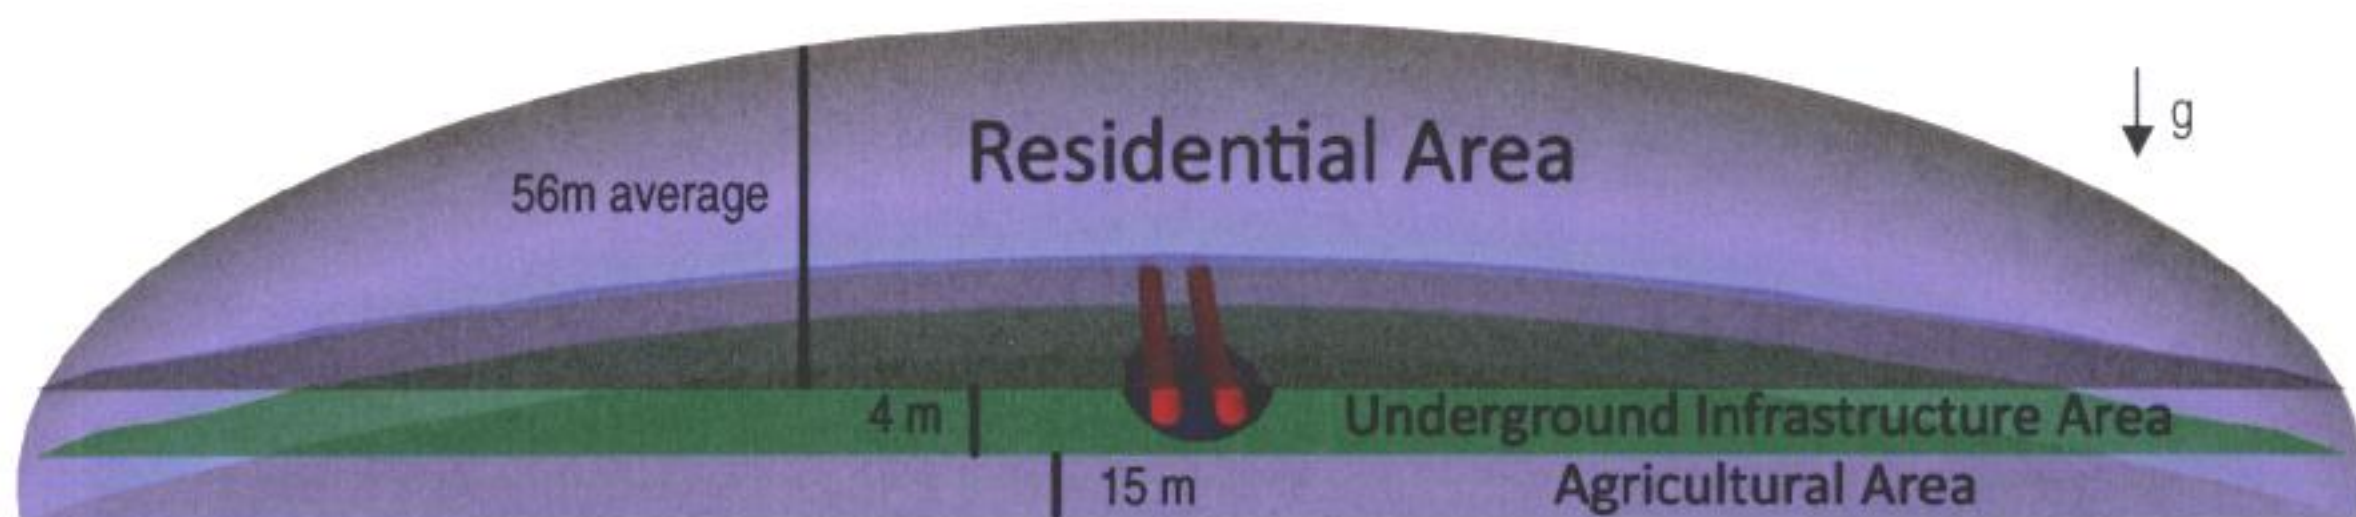 Residential Area
g
56m average
4 m
Underground Infrastructure Area
15 m
Agricultural Area